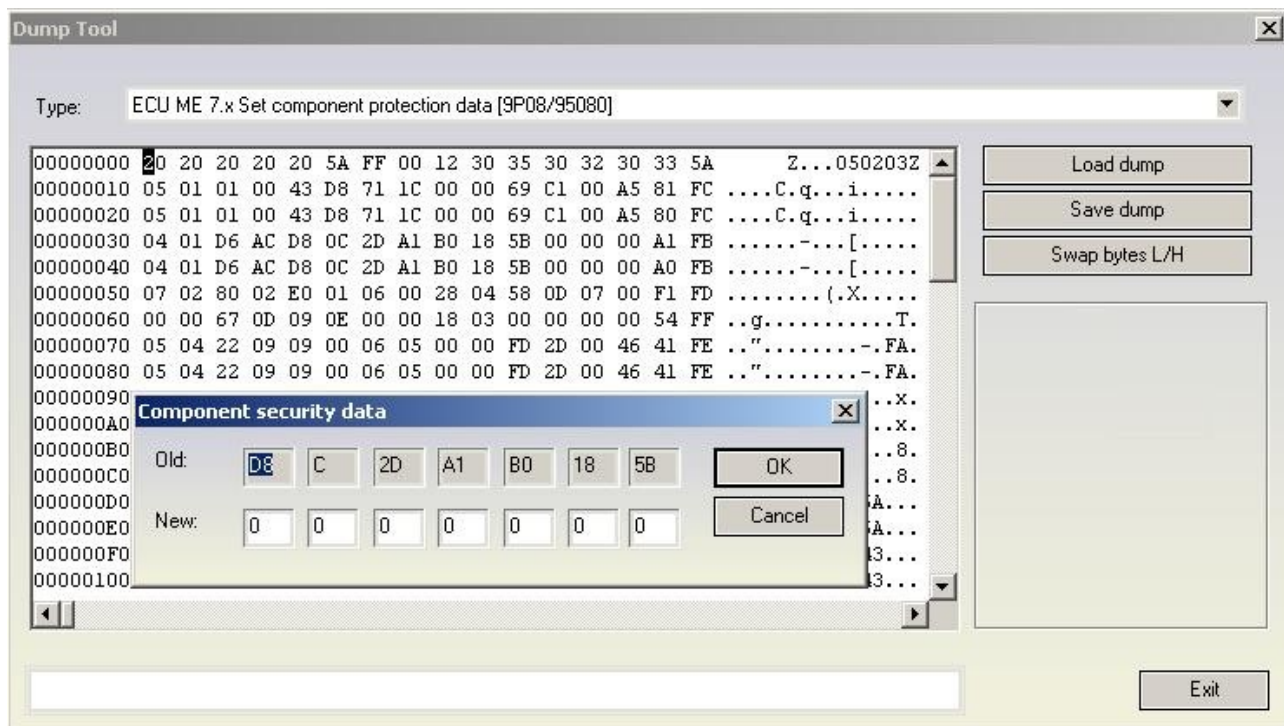 Dump Tool
Type: ECU ME 7.x Set component protection data [9P08/95080]
00000000 20 20 20 20 20 5A FF 00 12 30 35 30 32 30 33 5A      Z...050203Z
00000010 05 01 01 00 43 D8 71 1C 00 00 69 C1 00 A5 81 FC ....C.q...i.....
00000020 05 01 01 00 43 D8 71 1C 00 00 69 C1 00 A5 80 FC ....C.q...i.....
00000030 04 01 D6 AC D8 0C 2D A1 B0 18 5B 00 00 00 A1 FB ......-...[.....
00000040 04 01 D6 AC D8 0C 2D A1 B0 18 5B 00 00 00 A0 FB ......-...[.....
00000050 07 02 80 02 E0 01 06 00 28 04 58 0D 07 00 F1 FD ........(.X.....
00000060 00 00 67 0D 09 0E 00 00 18 03 00 00 00 00 54 FF ..g...........T.
00000070 05 04 22 09 09 00 06 05 00 00 FD 2D 00 46 41 FE .."........-.FA.
00000080 05 04 22 09 09 00 06 05 00 00 FD 2D 00 46 41 FE .."........-.FA.
00000090 ..x.
000000A0 ..x.
000000B0 ..8.
000000C0 ..8.
000000D0 A...
000000E0 A...
000000F0 3...
00000100 3...
Load dump
Save dump
Swap bytes L/H
Component security data
Old: D8 C 2D A1 B0 18 5B OK
New: 0 0 0 0 0 0 0 Cancel
Exit